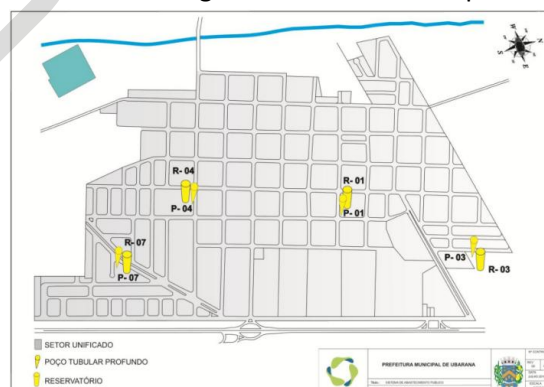 W
N
S
E
R- 04
R- 01
P- 04
P- 01
R- 07
P- 03
R- 03
P- 07
SETOR UNIFICADO
POÇO TUBULAR PROFUNDO
RESERVATÓRIO
PREFEITURA MUNICIPAL DE UBARANA